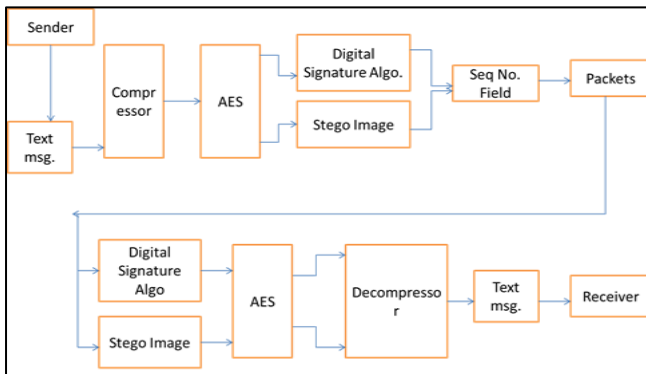 Sender
Text
msg.
Compr
essor
AES
Digital
Signature Algo.
Stego Image
Seq No.
Field
Packets
Digital
Signature
Algo
Stego Image
AES
Decompresso
r
Text
msg.
Receiver